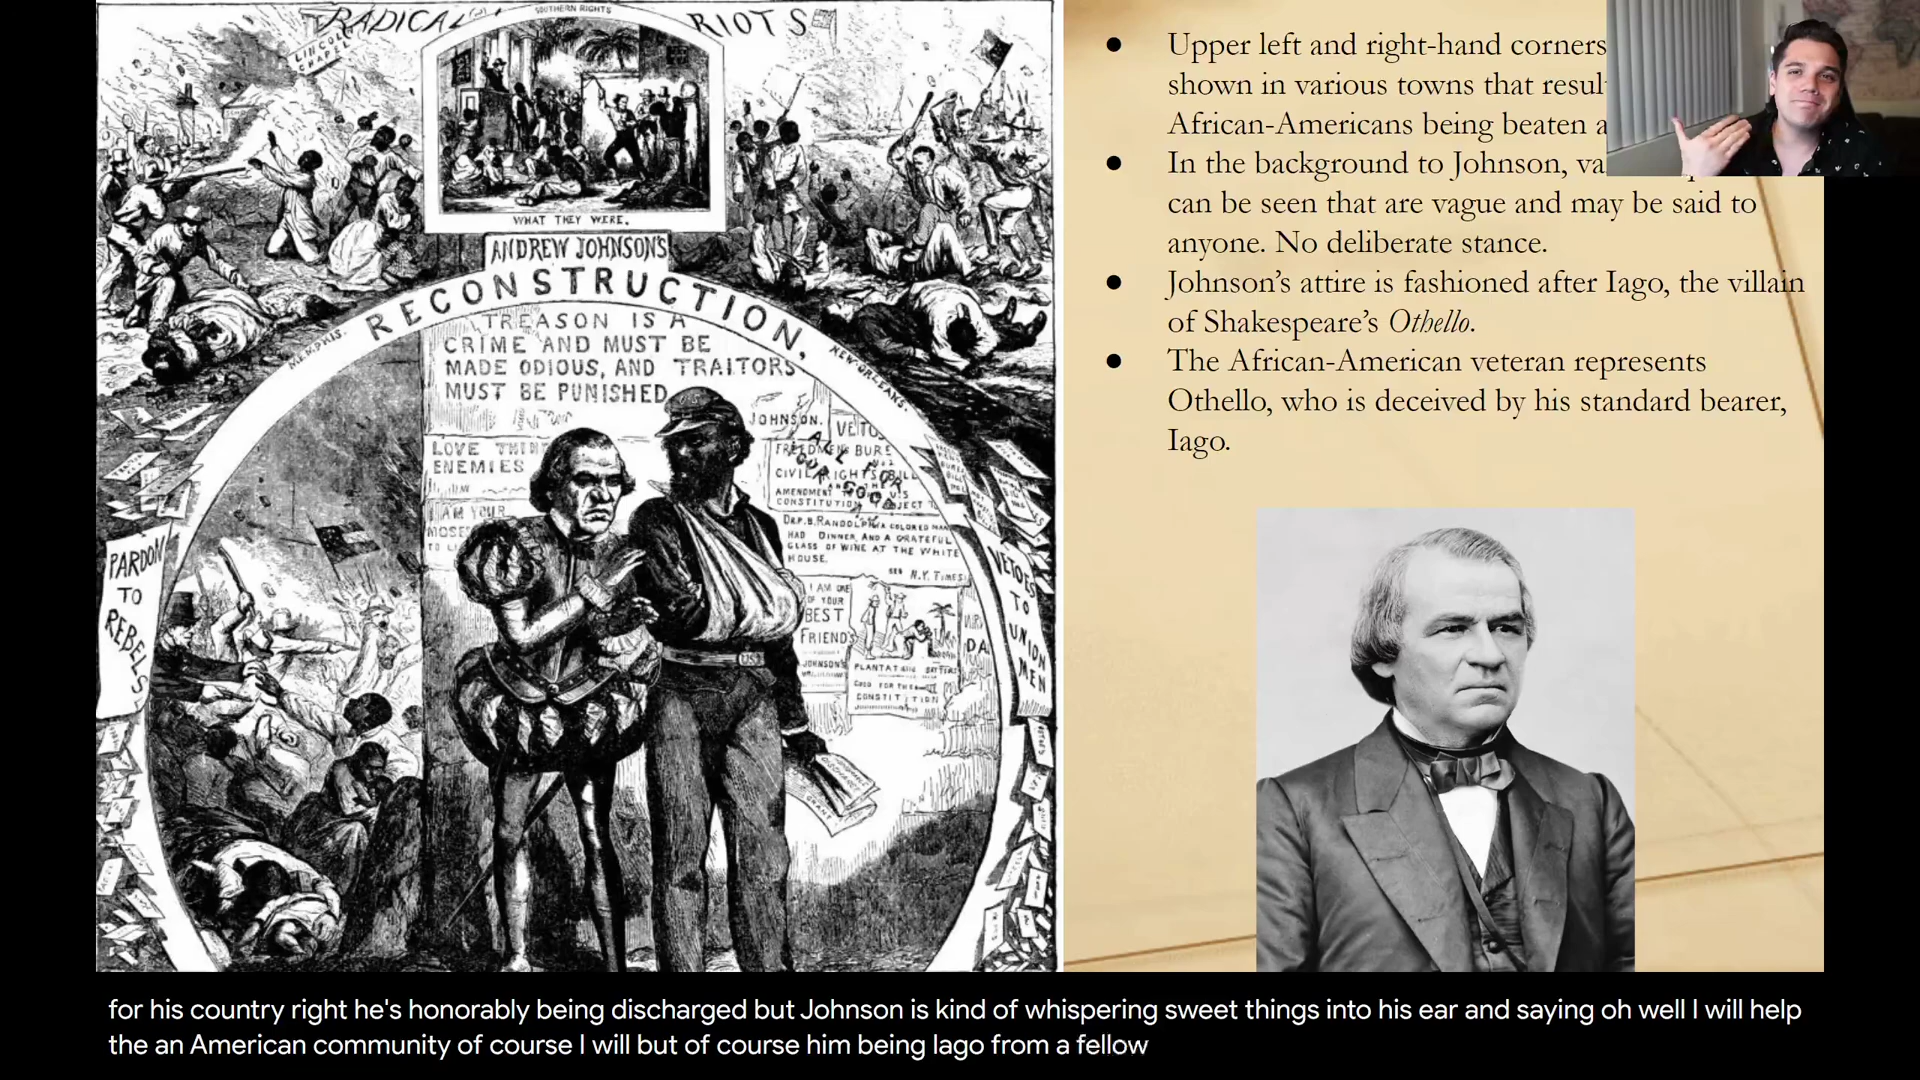 RADICAL RIOTS
SOUTHERN RIGHTS
LINCOLN
CHAPEL
WHAT THEY WERE.
ANDREW JOHNSON'S
RECONSTRUCTION,
MEMPHIS.
NEW ORLEANS.
TREASON IS A
CRIME AND MUST BE
MADE ODIOUS, AND TRAITORS
MUST BE PUNISHED
JOHNSON.
LOVE THINE
ENEMIES
I AM YOUR
MOSES
VETO
FREEDMENS BURE
CIVIL RIGHTS BILL
AMENDMENT U.S
CONSTITUTION
DR P. B. RANDOLPH A COLORED MAN
HAD DINNER AND A GRATEFUL
GLASS OF WINE AT THE WHITE
HOUSE.
SEE N.Y. TIMES
I AM ONE
OF YOUR
BEST
FRIENDS
JOHNSON'S
PLANTATION
GOOD FOR THE
CONSTITUTION
PARDON
TO
REBELS
VETOES
TO
UNION
MEN
US
● Upper left and right-hand corners
shown in various towns that resul
African-Americans being beaten a
● In the background to Johnson, va
can be seen that are vague and may be said to
anyone. No deliberate stance.
● Johnson's attire is fashioned after Iago, the villain
of Shakespeare's Othello.
● The African-American veteran represents
Othello, who is deceived by his standard bearer,
Iago.
for his country right he's honorably being discharged but Johnson is kind of whispering sweet things into his ear and saying oh well I will help
the an American community of course I will but of course him being Iago from a fellow